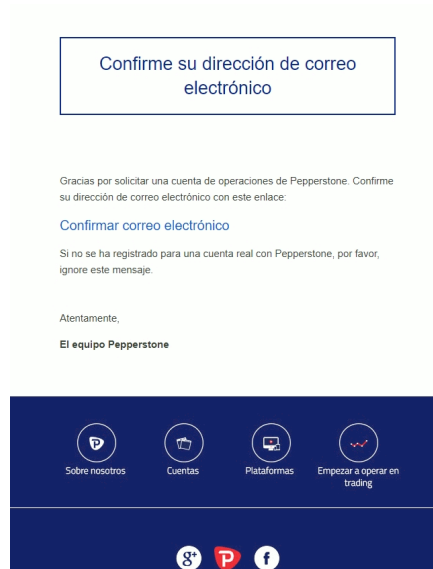 Confirme su dirección de correo
electrónico
Gracias por solicitar una cuenta de operaciones de Pepperstone. Confirme
su dirección de correo electrónico con este enlace:
Confirmar correo electrónico
Si no se ha registrado para una cuenta real con Pepperstone, por favor,
ignore este mensaje.
Atentamente,
El equipo Pepperstone
Sobre nosotros
Cuentas
Plataformas
Empezar a operar en
trading
g+
P
f